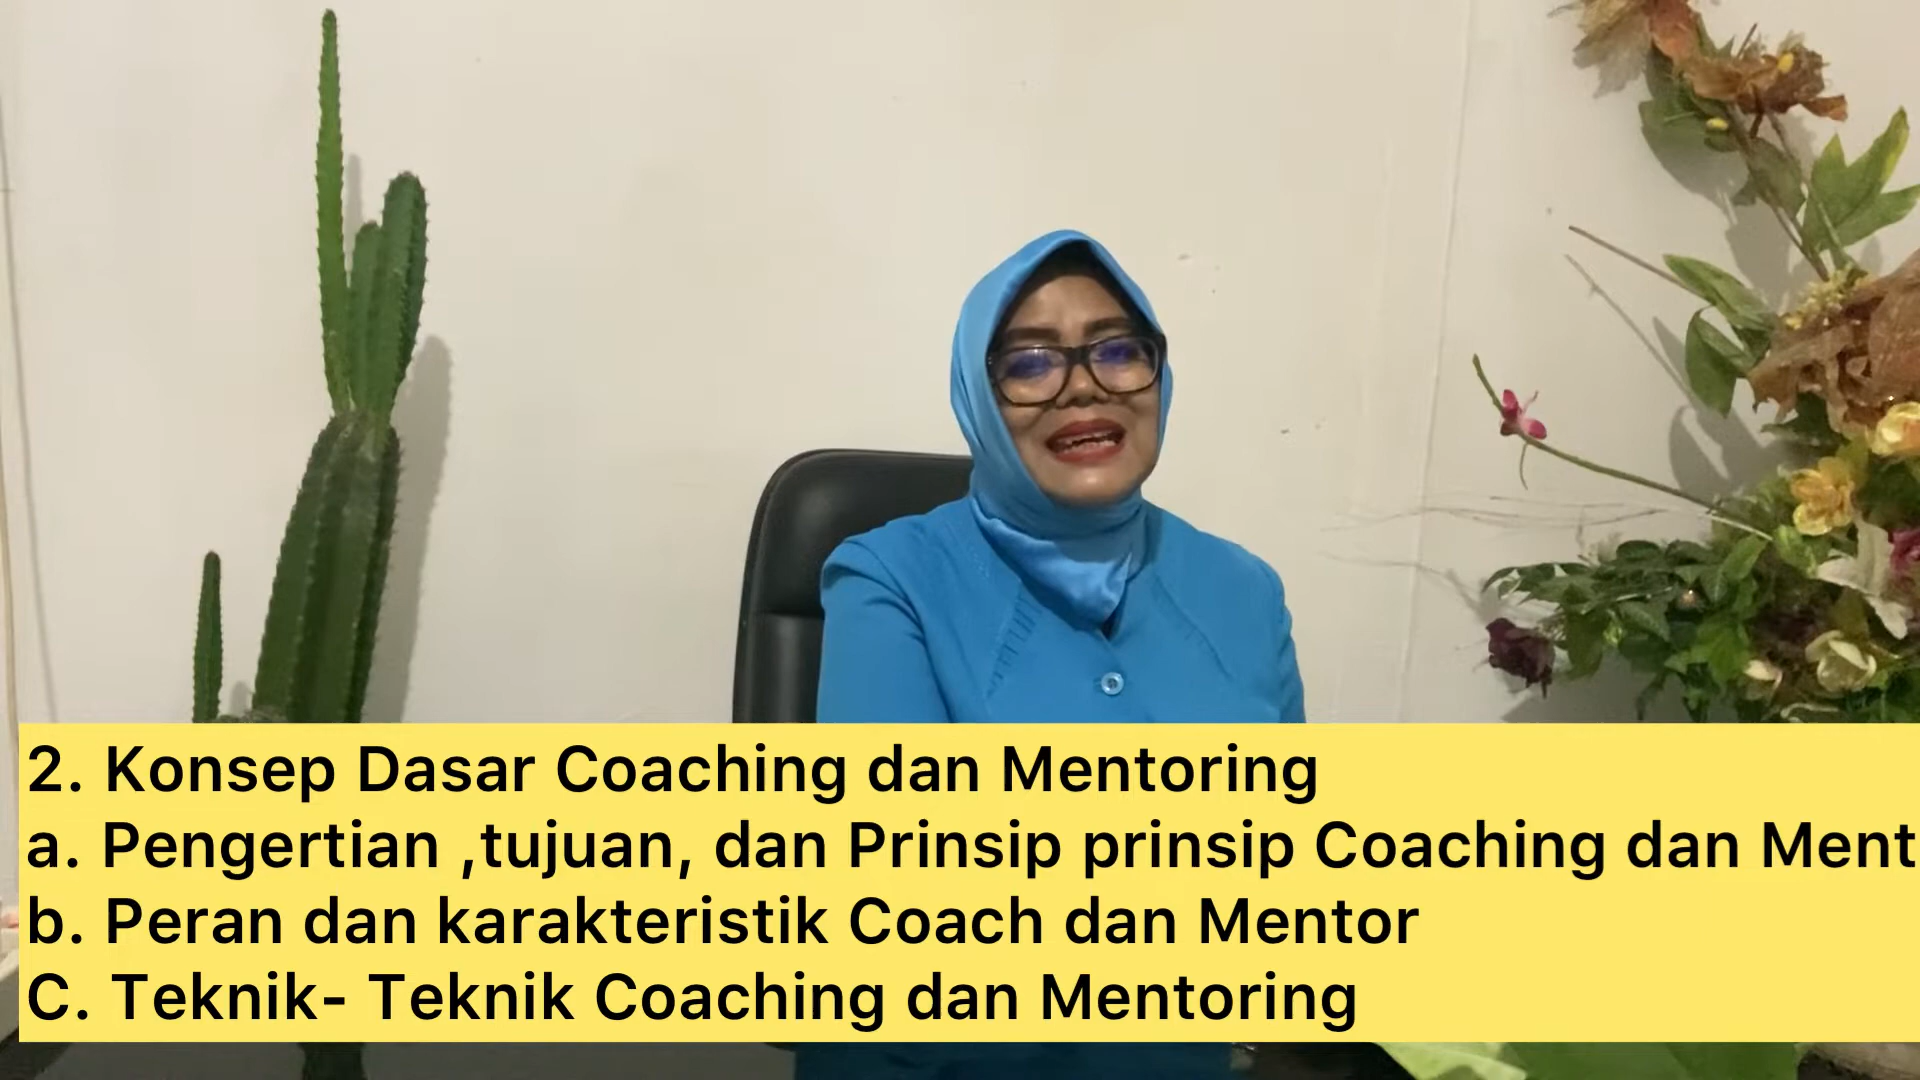 2. Konsep Dasar Coaching dan Mentoring
a. Pengertian ,tujuan, dan Prinsip prinsip Coaching dan Ment
b. Peran dan karakteristik Coach dan Mentor
C. Teknik- Teknik Coaching dan Mentoring